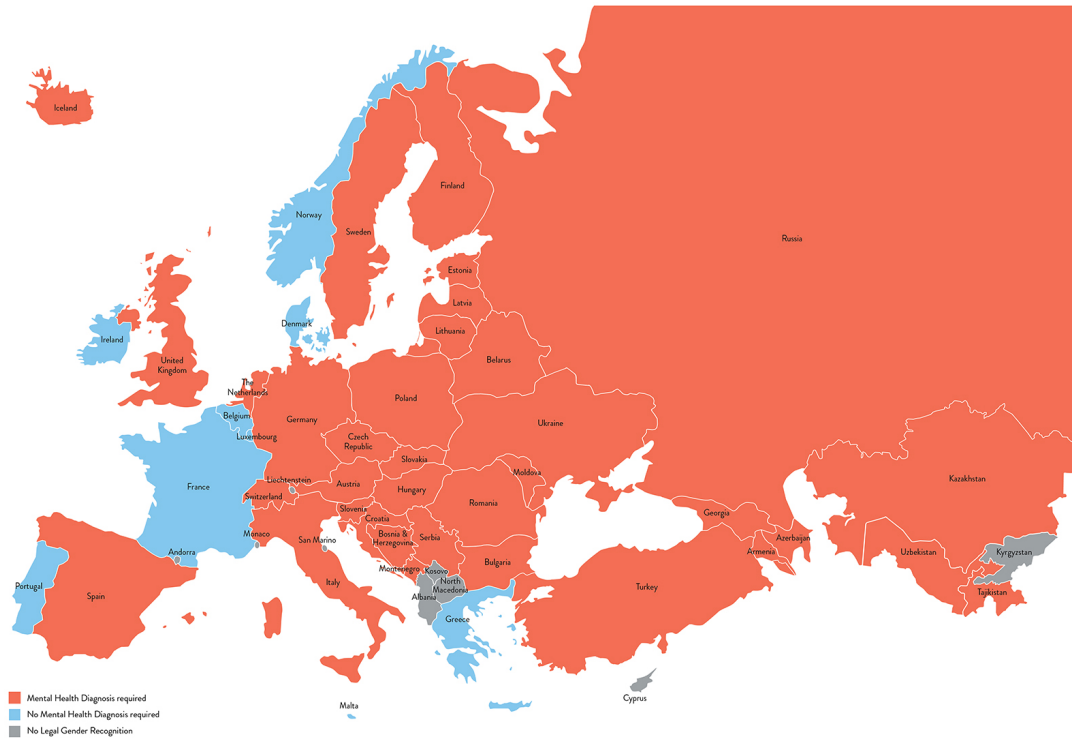 Iceland
Norway
Sweden
Finland
Russia
Estonia
Latvia
Lithuania
Denmark
Ireland
United
Kingdom
The
Netherlands
Belarus
Poland
Belgium
Germany
Ukraine
Luxembourg
Czech
Republic
Slovakia
France
Liechtenstein
Austria
Moldova
Kazakhstan
Switzerland
Hungary
Romania
Slovenia
Croatia
Georgia
Monaco
San Marino
Bosnia &
Herzegovina
Serbia
Azerbaijan
Andorra
Armenia
Uzbekistan
Kyrgyzstan
Montenegro
Kosovo
Bulgaria
Portugal
Spain
Italy
North
Macedonia
Albania
Turkey
Tajikistan
Greece
Cyprus
Malta
Mental Health Diagnosis required
No Mental Health Diagnosis required
No Legal Gender Recognition